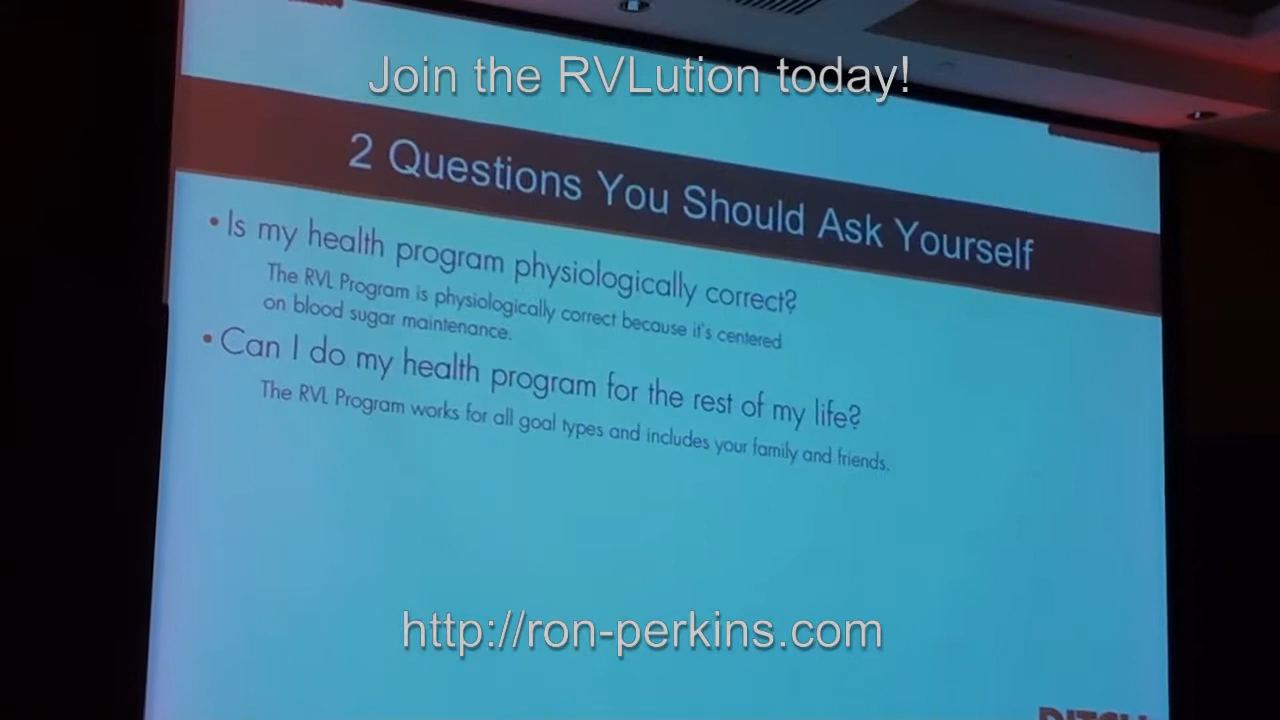 Join the RVLution today!
2 Questions You Should Ask Yourself
• Is my health program physiologically correct?
The RVL Program is physiologically correct because it's centered
on blood sugar maintenance.
• Can I do my health program for the rest of my life?
The RVL Program works for all goal types and includes your family and friends.
http://ron-perkins.com